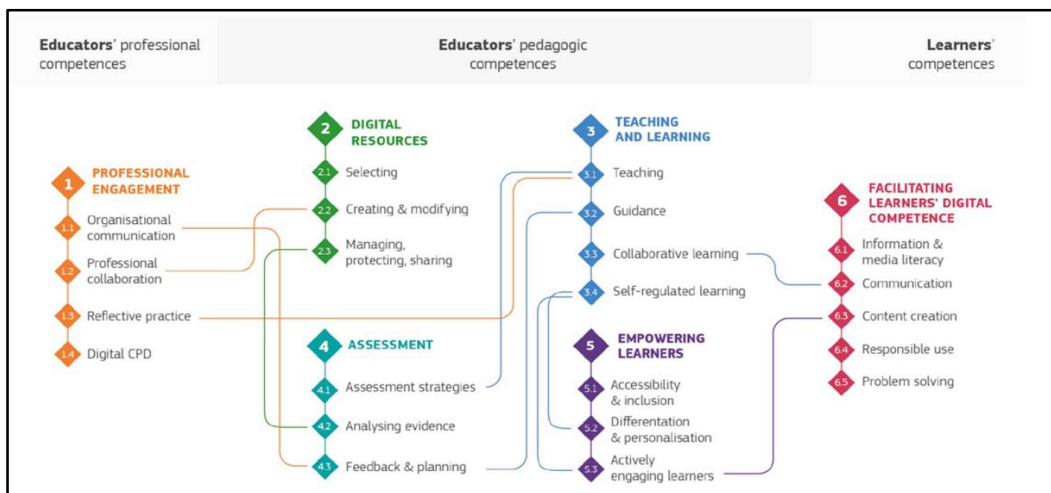 Educators' professional
competences
Educators' pedagogic
competences
Learners'
competences
1 PROFESSIONAL
ENGAGEMENT
1.1 Organisational
communication
1.2 Professional
collaboration
1.3 Reflective practice
1.4 Digital CPD
2 DIGITAL
RESOURCES
2.1 Selecting
2.2 Creating & modifying
2.3 Managing,
protecting, sharing
4 ASSESSMENT
4.1 Assessment strategies
4.2 Analysing evidence
4.3 Feedback & planning
3 TEACHING
AND LEARNING
3.1 Teaching
3.2 Guidance
3.3 Collaborative learning
3.4 Self-regulated learning
5 EMPOWERING
LEARNERS
5.1 Accessibility
& inclusion
5.2 Differentation
& personalisation
5.3 Actively
engaging learners
6 FACILITATING
LEARNERS' DIGITAL
COMPETENCE
6.1 Information &
media literacy
6.2 Communication
6.3 Content creation
6.4 Responsible use
6.5 Problem solving